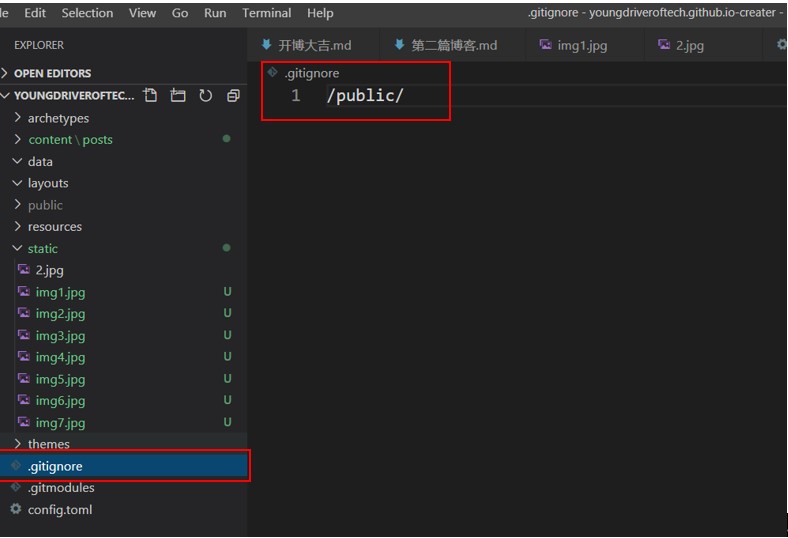 le Edit Selection View Go Run Terminal Help .gitignore - youngdriveroftech.github.io-creater -
EXPLORER
开博大吉.md 第二篇博客.md img1.jpg 2.jpg
OPEN EDITORS
.gitignore
YOUNGDRIVEROFTEC...
1 /public/
archetypes
content \ posts
data
layouts
public
resources
static
2.jpg
img1.jpg U
img2.jpg U
img3.jpg U
img4.jpg U
img5.jpg U
img6.jpg U
img7.jpg U
themes
.gitignore
.gitmodules
config.toml